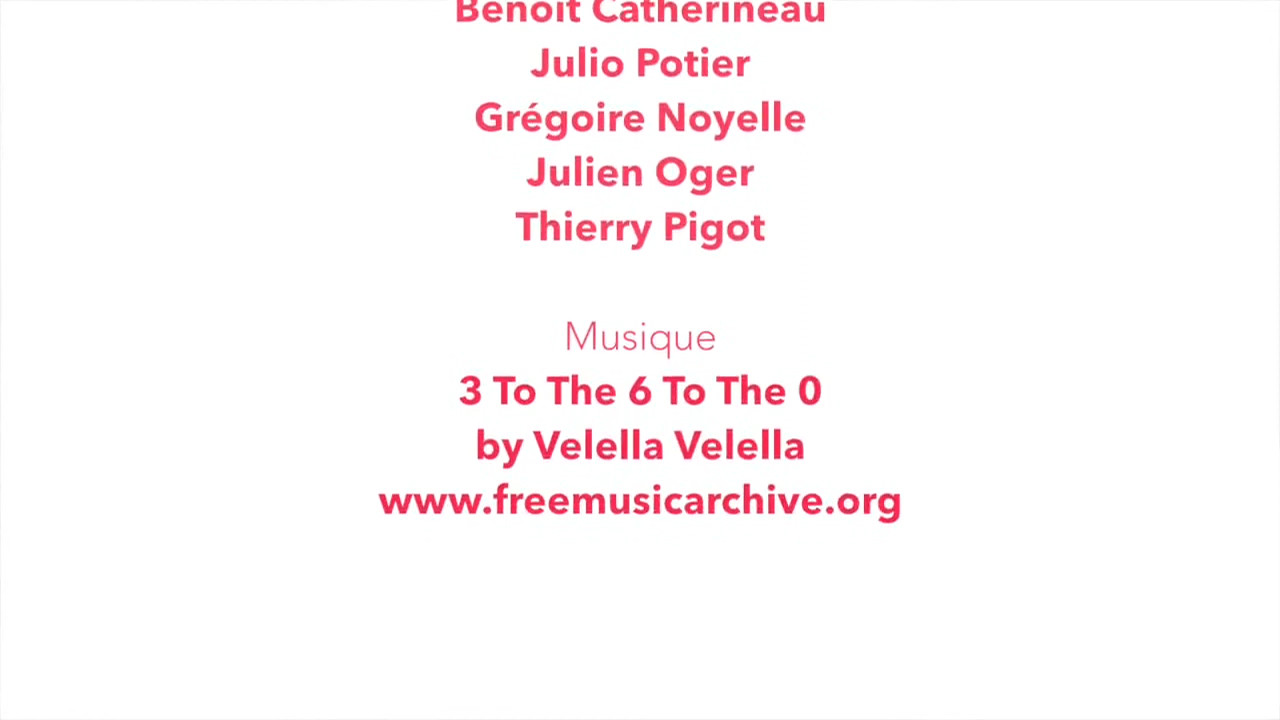 Benoit Catherineau
Julio Potier
Grégoire Noyelle
Julien Oger
Thierry Pigot
Musique
3 To The 6 To The 0
by Velella Velella
www.freemusicarchive.org